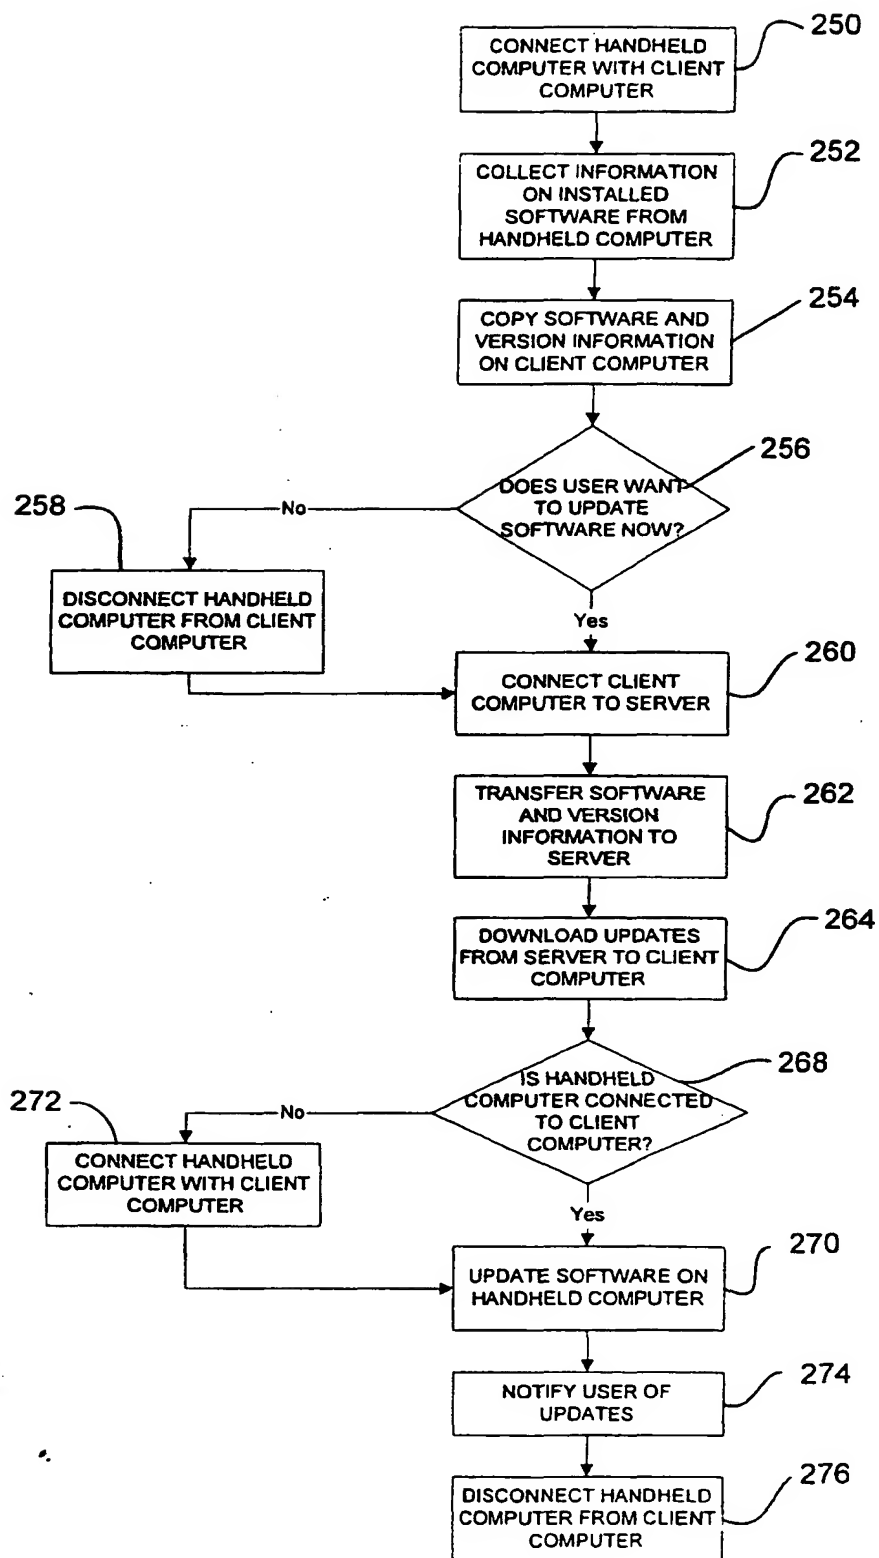 250
CONNECT HANDHELD
COMPUTER WITH CLIENT
COMPUTER
252
COLLECT INFORMATION
ON INSTALLED
SOFTWARE FROM
HANDHELD COMPUTER
254
COPY SOFTWARE AND
VERSION INFORMATION
ON CLIENT COMPUTER
256
DOES USER WANT
TO UPDATE
SOFTWARE NOW?
No
258
DISCONNECT HANDHELD
COMPUTER FROM CLIENT
COMPUTER
Yes
260
CONNECT CLIENT
COMPUTER TO SERVER
262
TRANSFER SOFTWARE
AND VERSION
INFORMATION TO
SERVER
264
DOWNLOAD UPDATES
FROM SERVER TO CLIENT
COMPUTER
268
IS HANDHELD
COMPUTER CONNECTED
TO CLIENT
COMPUTER?
No
272
CONNECT HANDHELD
COMPUTER WITH CLIENT
COMPUTER
Yes
270
UPDATE SOFTWARE ON
HANDHELD COMPUTER
274
NOTIFY USER OF
UPDATES
276
DISCONNECT HANDHELD
COMPUTER FROM CLIENT
COMPUTER